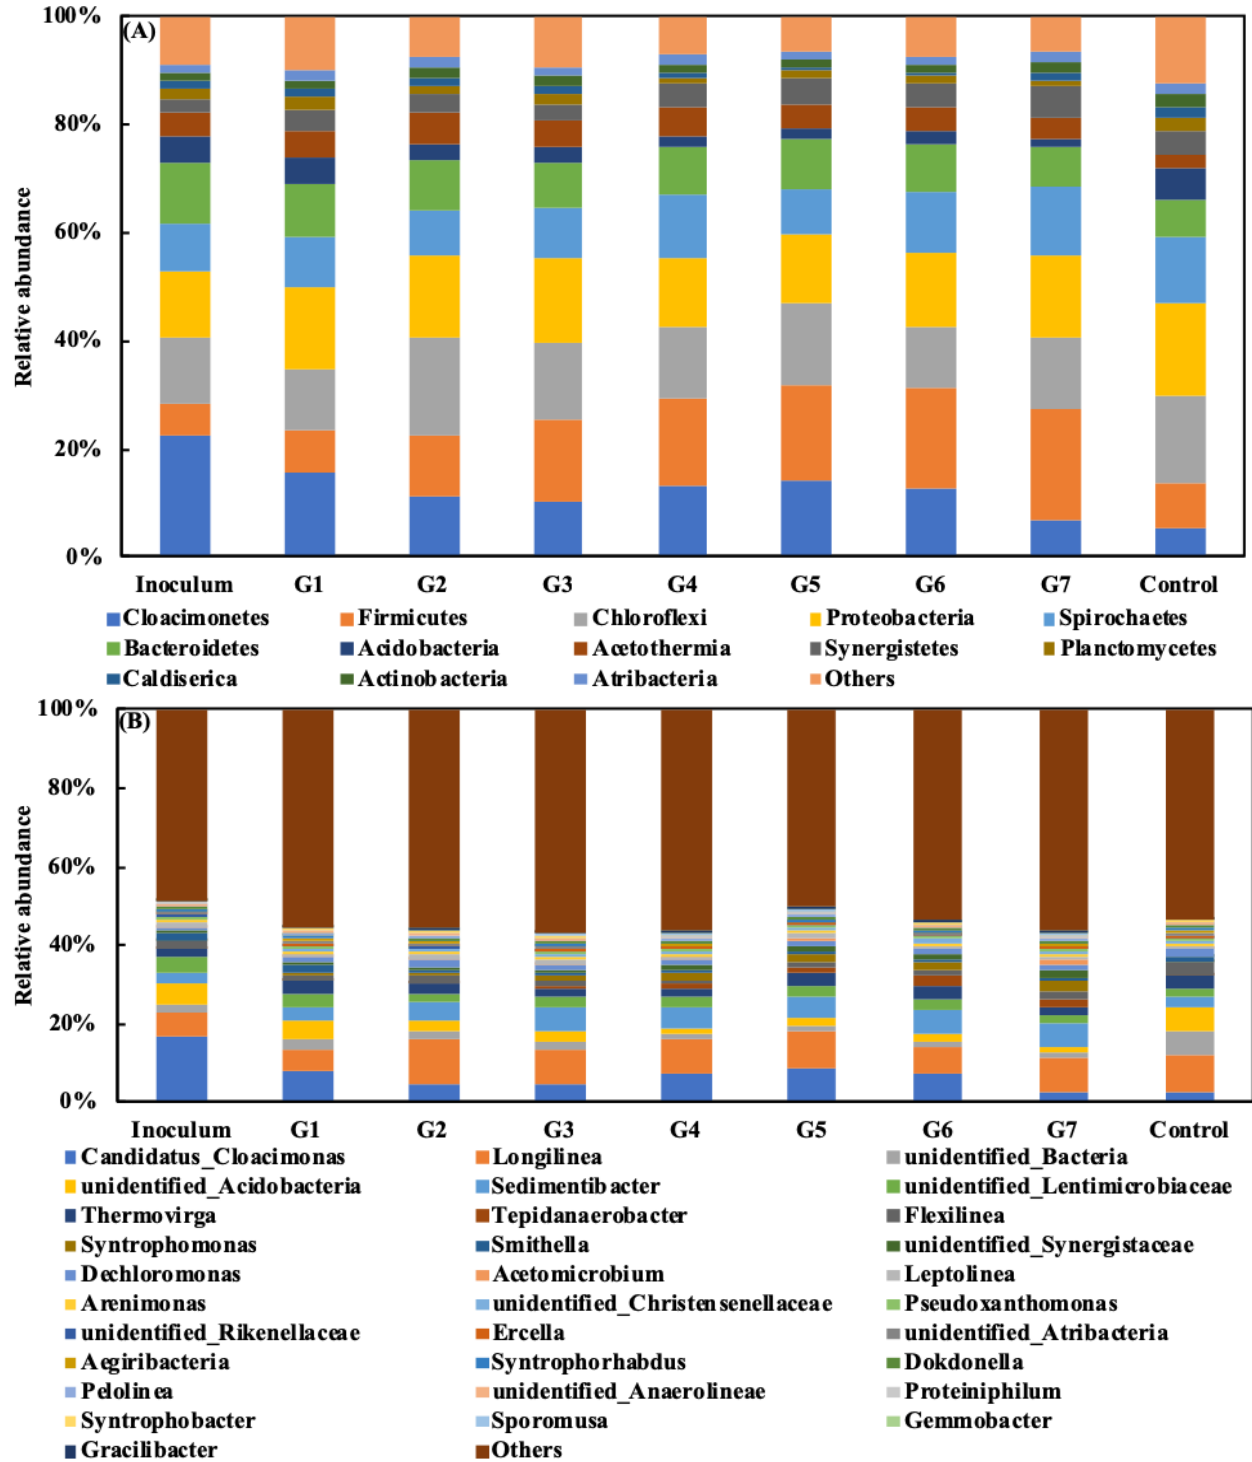 100%
(A)
80%
60%
40%
20%
0%
Relative abundance
Inoculum G1 G2 G3 G4 G5 G6 G7 Control
Cloacimonetes Firmicutes Chloroflexi Proteobacteria Spirochaetes
Bacteroidetes Acidobacteria Acetothermia Synergistetes Planctomycetes
Caldiserica Actinobacteria Atribacteria Others
100%
(B)
80%
60%
40%
20%
0%
Relative abundance
Inoculum G1 G2 G3 G4 G5 G6 G7 Control
Candidatus_Cloacimonas Longilinea unidentified_Bacteria
unidentified_Acidobacteria Sedimentibacter unidentified_Lentimicrobiaceae
Thermovirga Tepidanaerobacter Flexilinea
Syntrophomonas Smithella unidentified_Synergistaceae
Dechloromonas Acetomicrobium Leptolinea
Arenimonas unidentified_Christensenellaceae Pseudoxanthomonas
unidentified_Rikenellaceae Ercella unidentified_Atribacteria
Aegiribacteria Syntrophorhabdus Dokdonella
Pelolinea unidentified_Anaerolineae Proteiniphilum
Syntrophobacter Sporomusa Gemmobacter
Gracilibacter Others